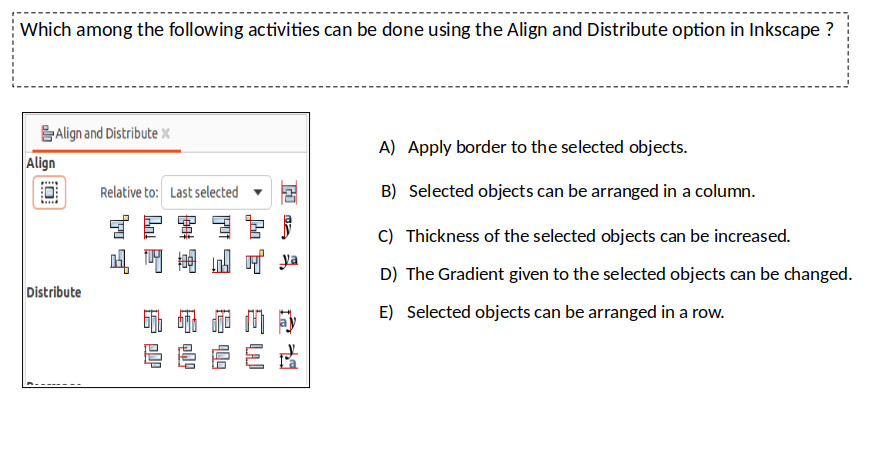 Which among the following activities can be done using the Align and Distribute option in Inkscape ?
Align and Distribute
Align
Relative to: Last selected
Distribute
A) Apply border to the selected objects.
B) Selected objects can be arranged in a column.
C) Thickness of the selected objects can be increased.
D) The Gradient given to the selected objects can be changed.
E) Selected objects can be arranged in a row.